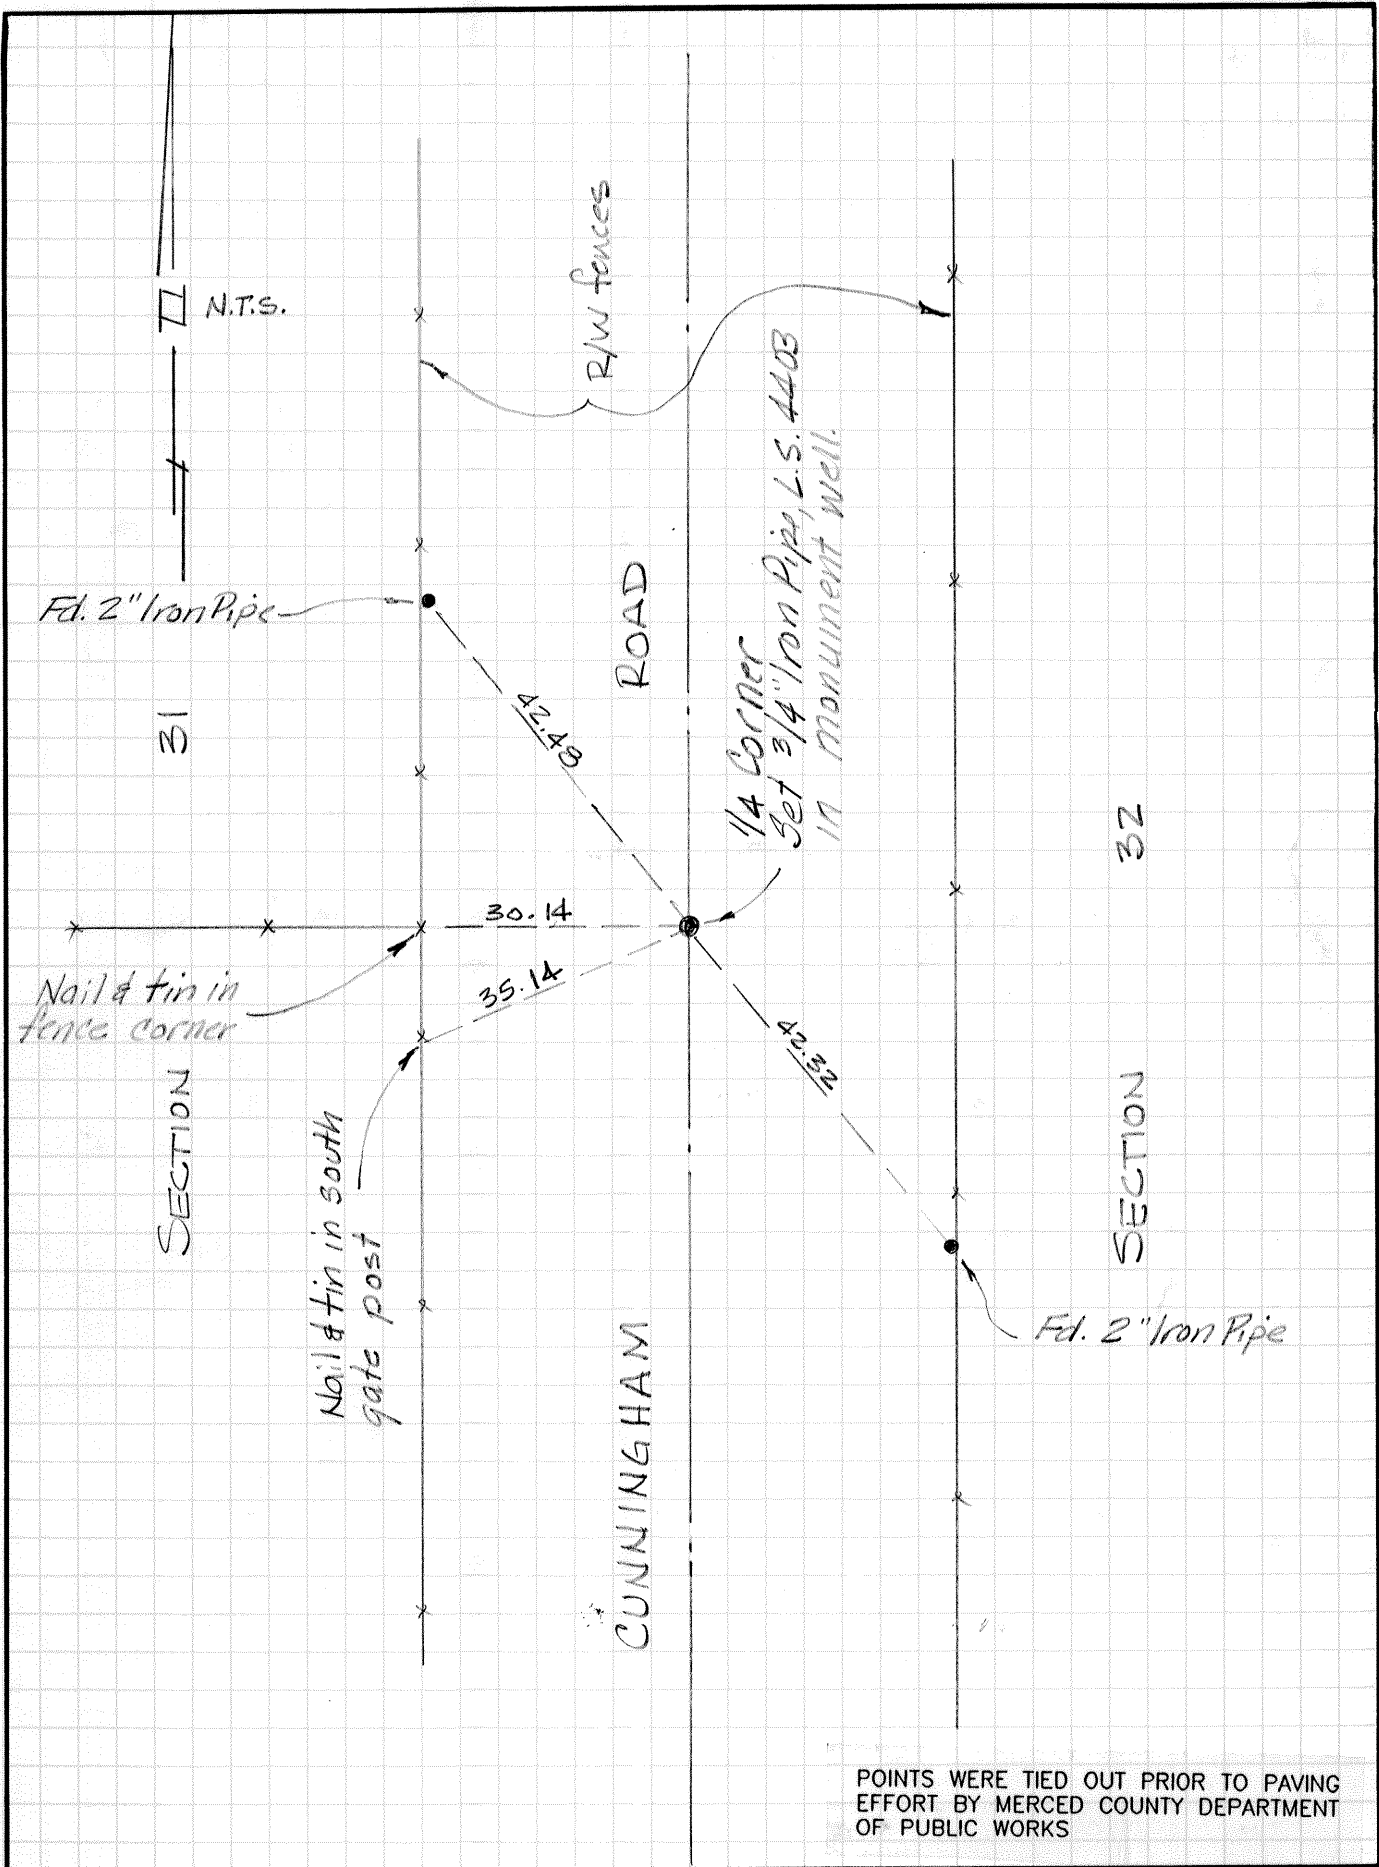 N.T.S.
R/W fences
Fd. 2" Iron Pipe
31
42.48
ROAD
1/4 Corner
Set 3/4" Iron Pipe, L.S. 4403
in monument well.
32
30.14
35.14
Nail & tin in
fence corner
42.32
SECTION
SECTION
Nail & tin in south
gate post
Fd. 2" Iron Pipe
CUNNINGHAM
POINTS WERE TIED OUT PRIOR TO PAVING
EFFORT BY MERCED COUNTY DEPARTMENT
OF PUBLIC WORKS